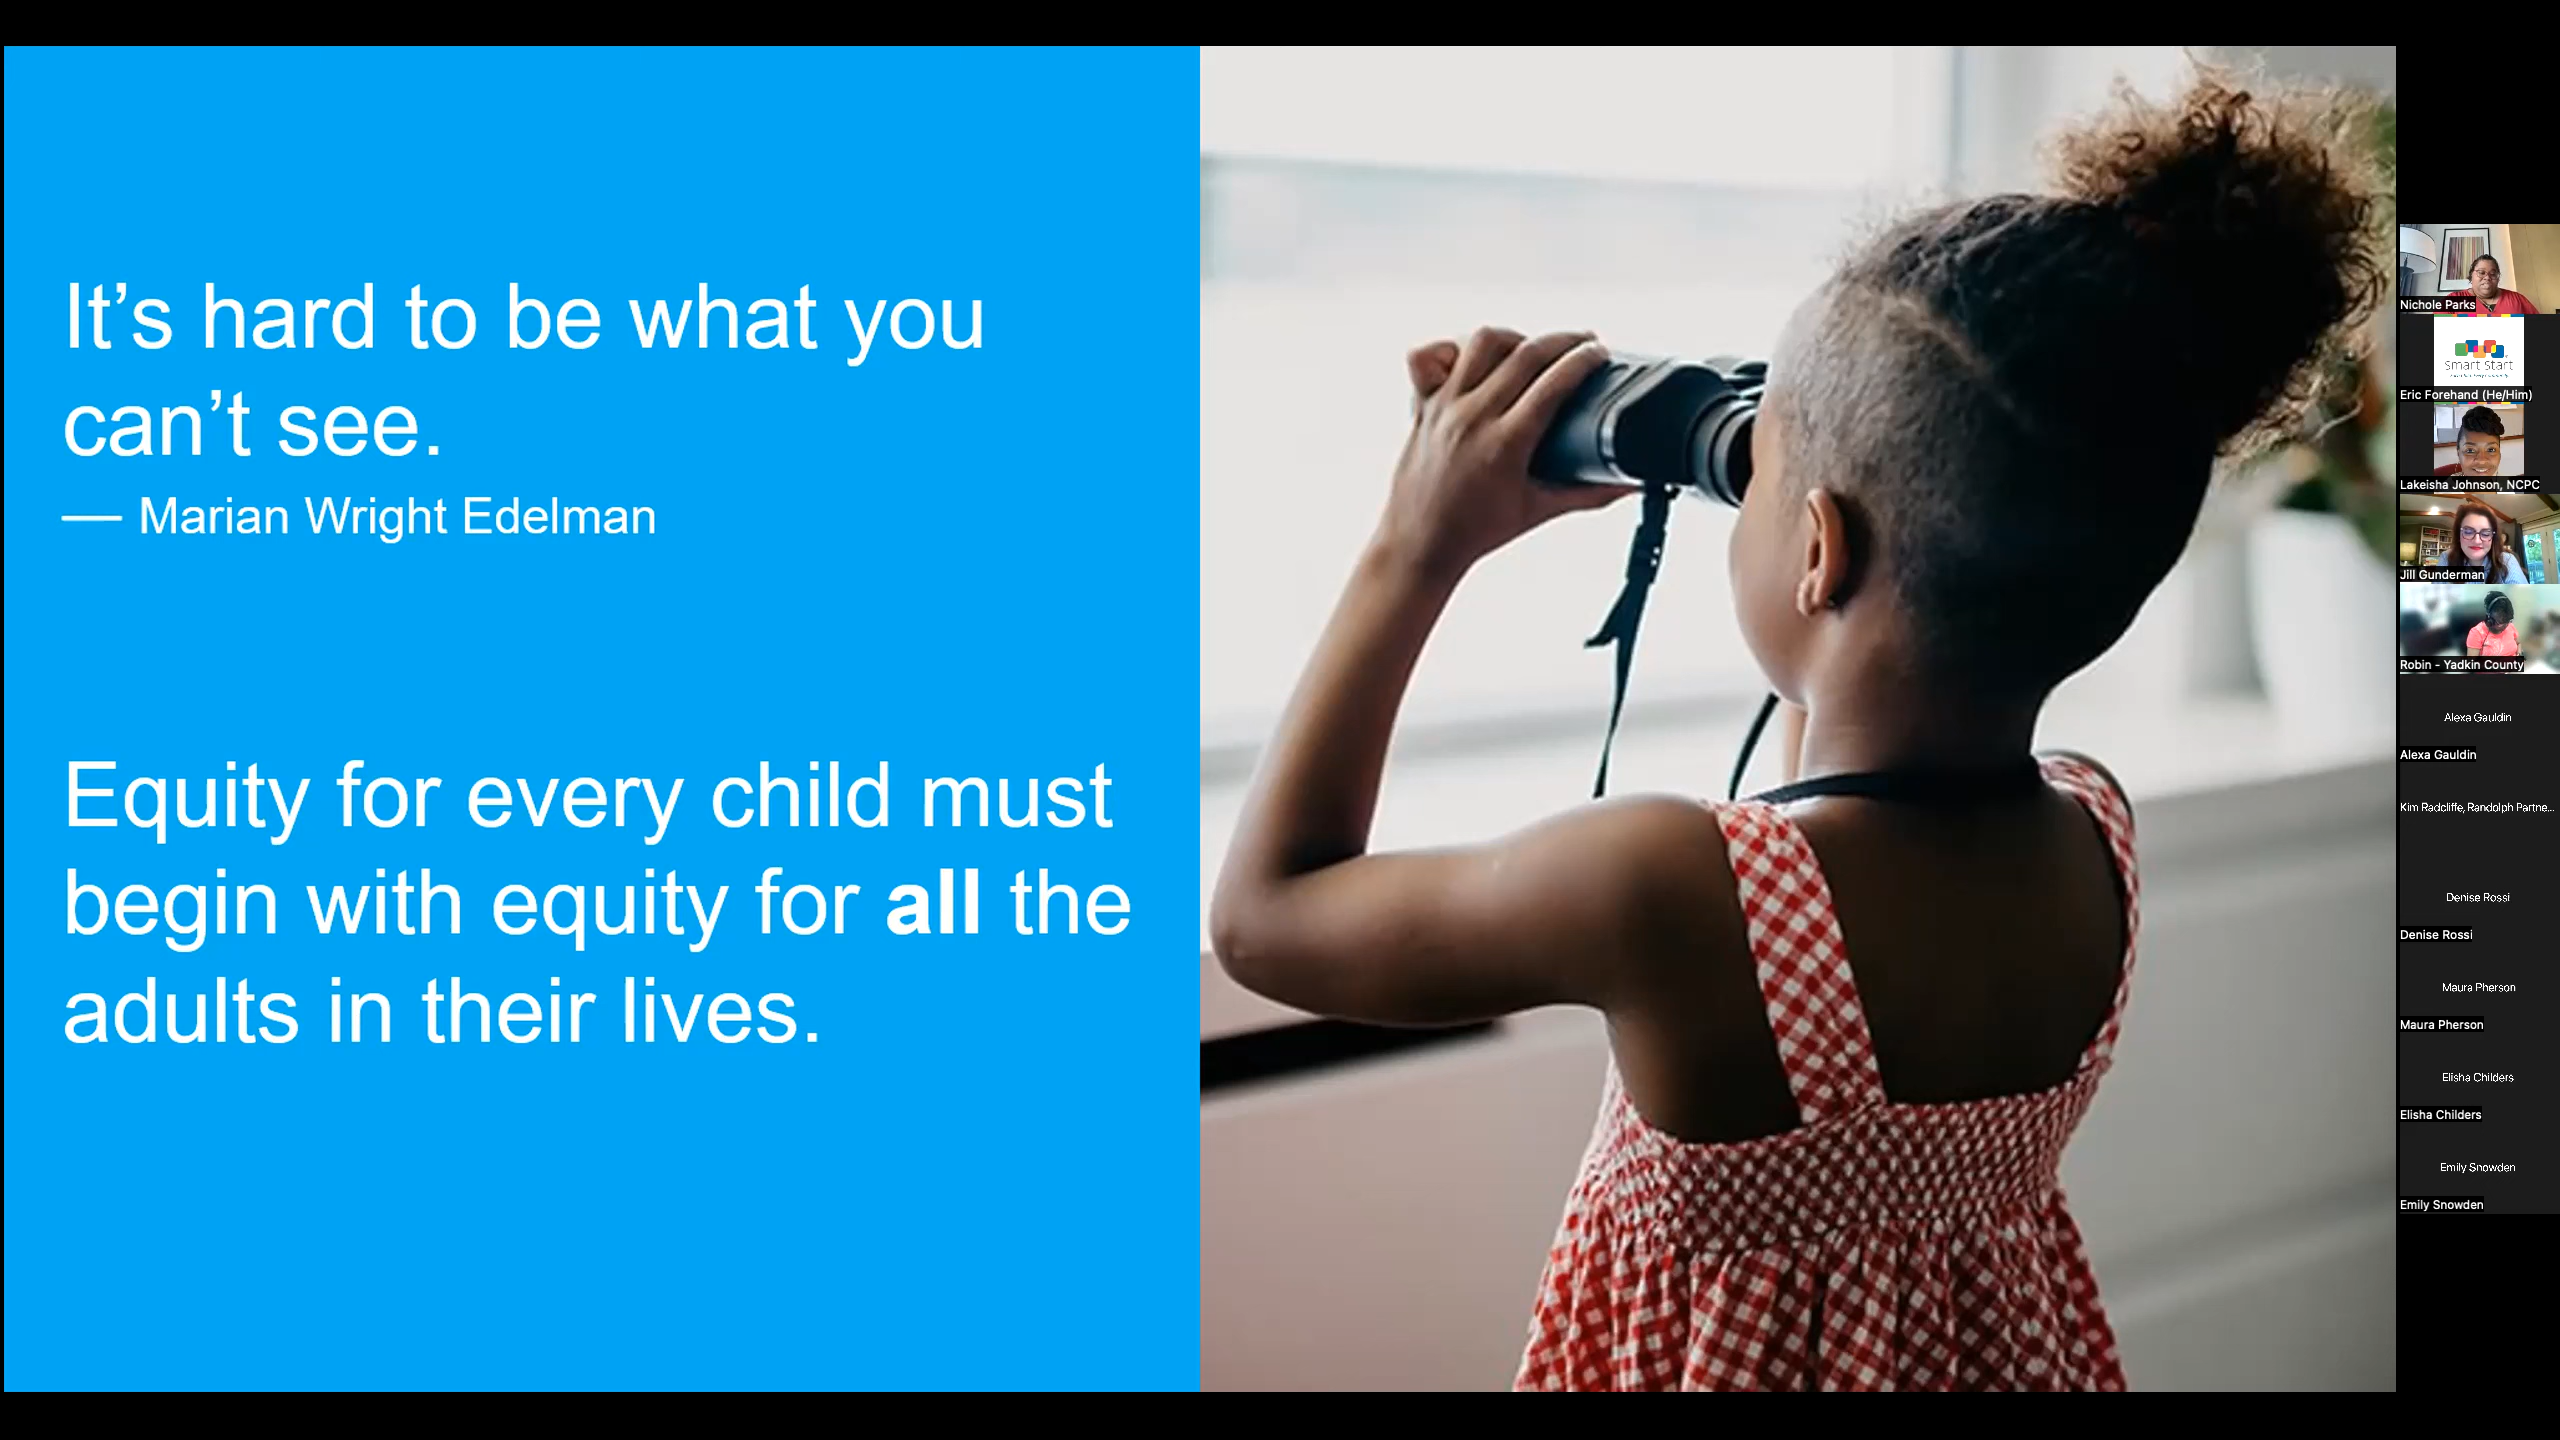 It’s hard to be what you
can’t see.
— Marian Wright Edelman
Equity for every child must
begin with equity for all the
adults in their lives.
Nichole Parks
Smart Start
Eric Forehand (He/Him)
Lakeisha Johnson, NCPC
Jill Gunderman
Robin - Yadkin County
Alexa Gauldin
Alexa Gauldin
Kim Radcliffe, Randolph Partne...
Denise Rossi
Denise Rossi
Maura Pherson
Maura Pherson
Elisha Childers
Elisha Childers
Emily Snowden
Emily Snowden